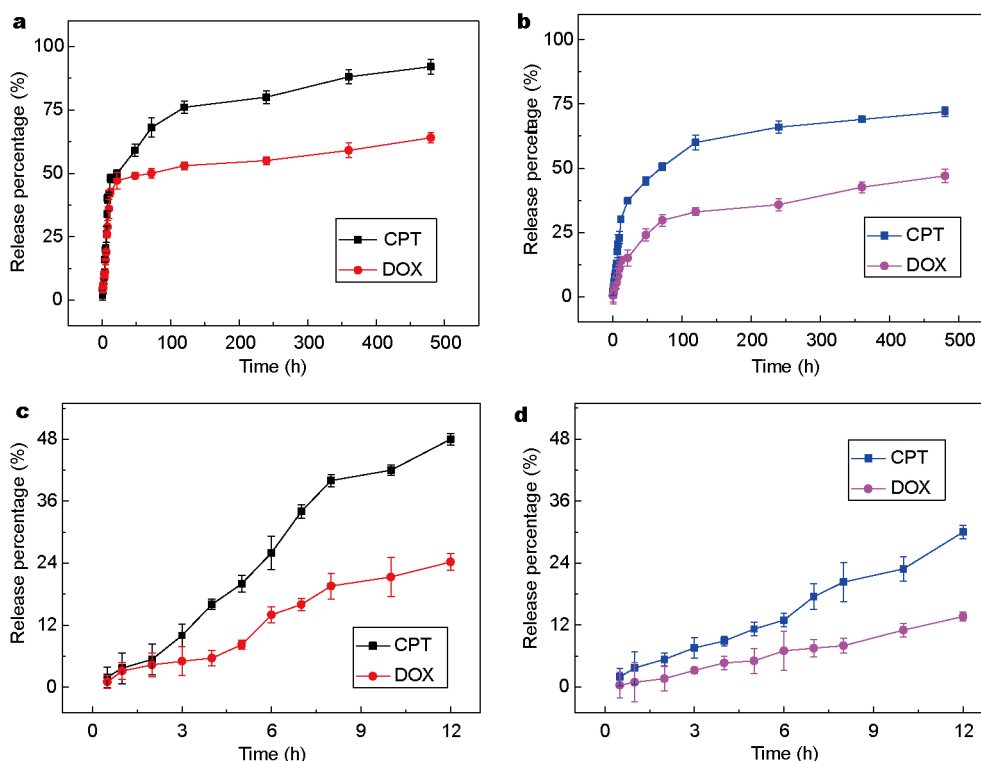 a
Release percentage (%)
100
75
50
25
0
CPT
DOX
0 100 200 300 400 500
Time (h)
b
Release percentage (%)
100
75
50
25
0
CPT
DOX
0 100 200 300 400 500
Time (h)
c
Release percentage (%)
48
36
24
12
0
CPT
DOX
0 3 6 9 12
Time (h)
d
Release percentage (%)
48
36
24
12
0
CPT
DOX
0 3 6 9 12
Time (h)